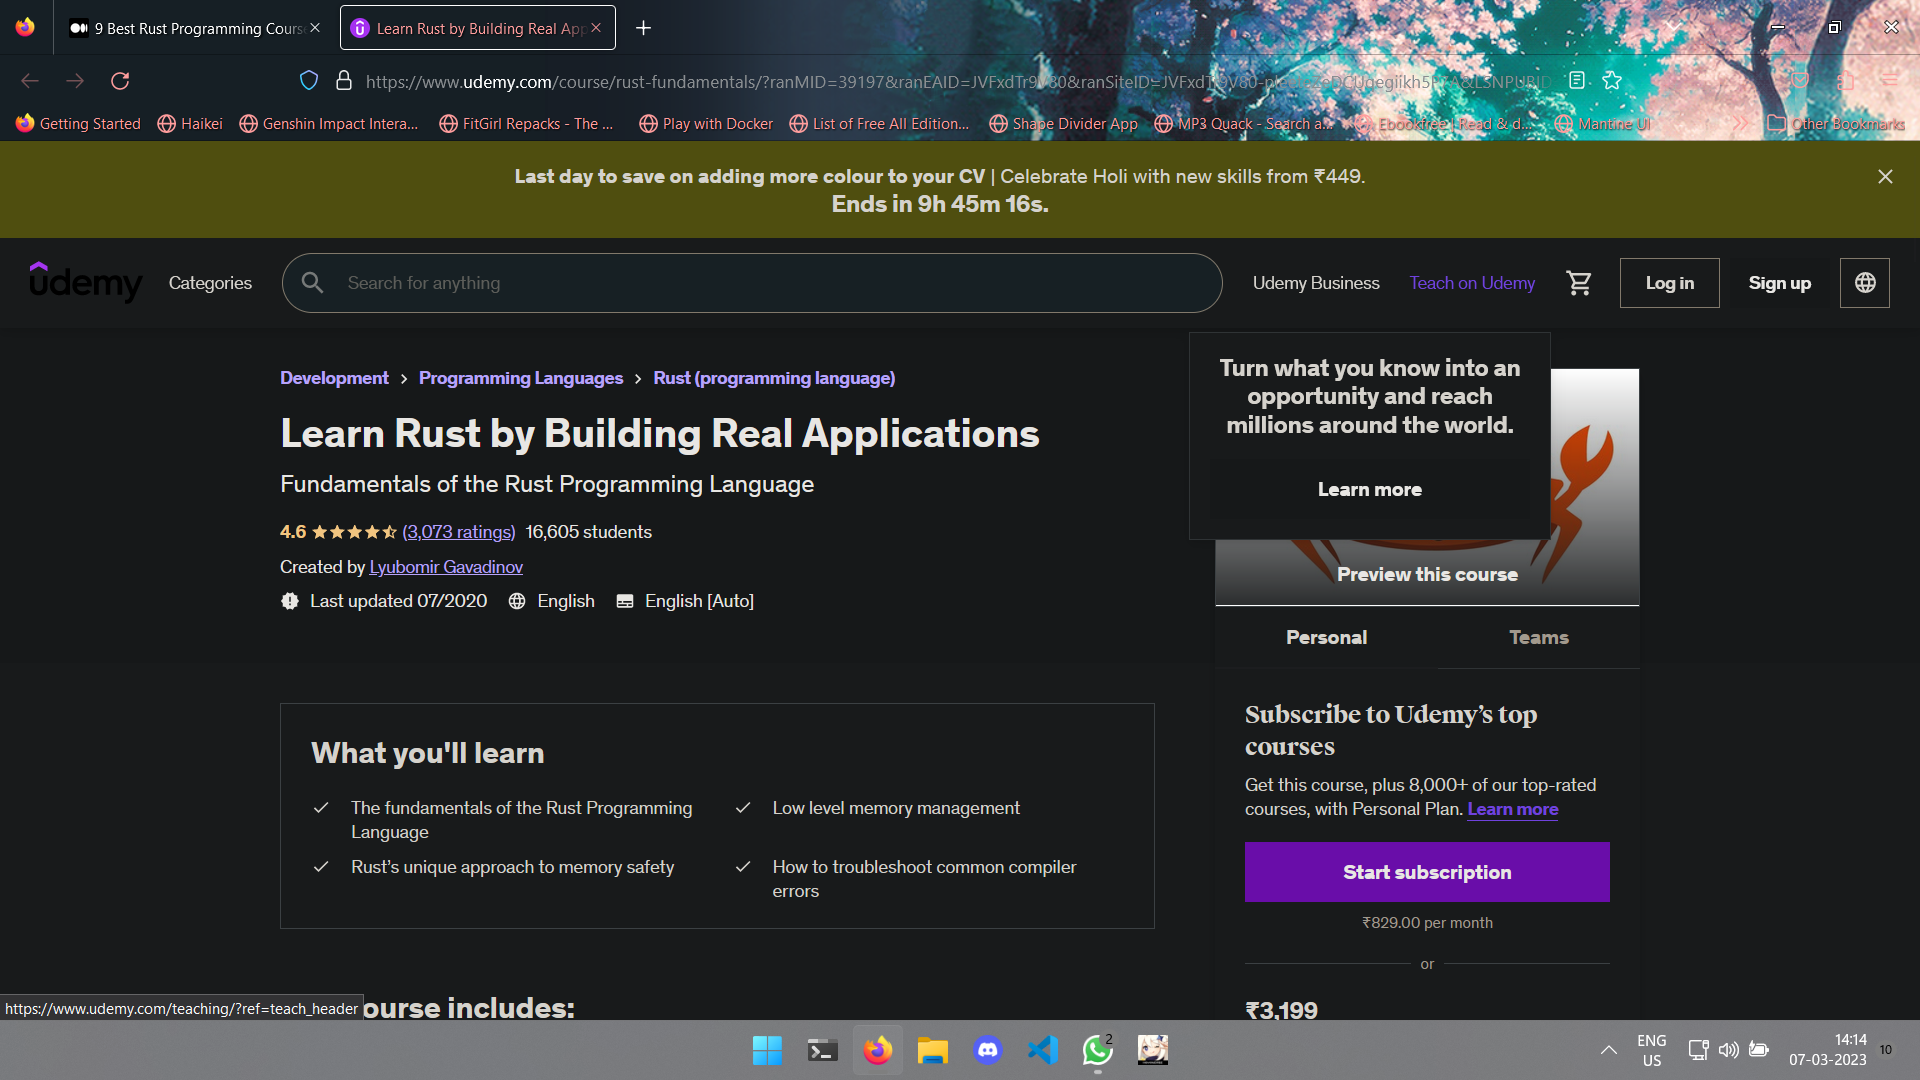 9 Best Rust Programming Cours
Learn Rust by Building Real App
https://www.udemy.com/course/rust-fundamentals/?ranMID=39197&ranEAID=JVFxdTr9V80&ranSiteID=JVFxdTr9V80-
Getting Started
Haikei
Genshin Impact Intera...
FitGirl Repacks - The ...
Play with Docker
List of Free All Edition...
Shape Divider App
MP3 Quack - Search a...
Ebookfree | Read & d...
Mantine UI
Other Bookmarks
Last day to save on adding more colour to your CV | Celebrate Holi with new skills from ₹449.
Ends in 9h 45m 16s.
udemy
Categories
Search for anything
Udemy Business
Teach on Udemy
Log in
Sign up
Turn what you know into an
opportunity and reach
millions around the world.
Learn more
Development > Programming Languages > Rust (programming language)
Learn Rust by Building Real Applications
Fundamentals of the Rust Programming Language
4.6 (3,073 ratings) 16,605 students
Created by Lyubomir Gavadinov
Last updated 07/2020 English English [Auto]
Preview this course
Personal
Teams
Subscribe to Udemy’s top
courses
Get this course, plus 8,000+ of our top-rated
courses, with Personal Plan. Learn more
Start subscription
₹829.00 per month
or
₹3,199
What you'll learn
The fundamentals of the Rust Programming
Language
Low level memory management
Rust’s unique approach to memory safety
How to troubleshoot common compiler
errors
ourse includes:
https://www.udemy.com/teaching/?ref=teach_header
2
ENG
US
14:14
07-03-2023
10